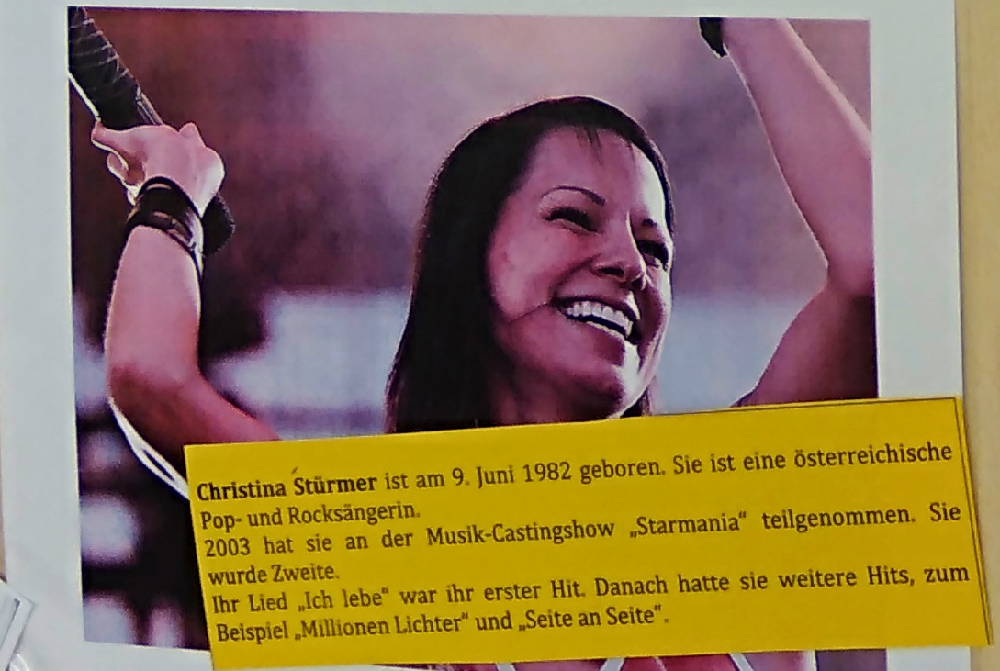 Christina Stürmer ist am 9. Juni 1982 geboren. Sie ist eine österreichische
Pop- und Rocksängerin.
2003 hat sie an der Musik-Castingshow „Starmania“ teilgenommen. Sie
wurde Zweite.
Ihr Lied „Ich lebe“ war ihr erster Hit. Danach hatte sie weitere Hits, zum
Beispiel „Millionen Lichter“ und „Seite an Seite“.